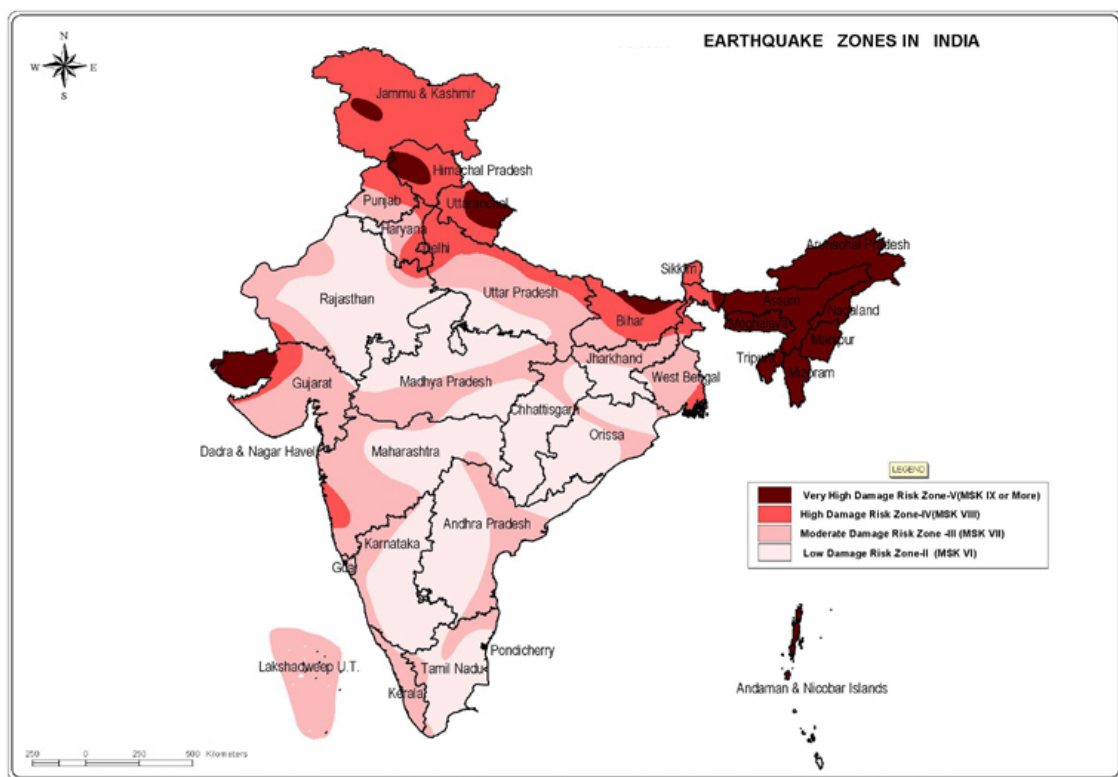 EARTHQUAKE ZONES IN INDIA
N
W E
S
Jammu & Kashmir
Himachal Pradesh
Punjab
Uttaranchal
Haryana
Delhi
Arunachal Pradesh
Sikkim
Rajasthan
Uttar Pradesh
Assam
Nagaland
Bihar
Meghalaya
Manipur
Jharkhand
Tripura
Mizoram
Gujarat
Madhya Pradesh
West Bengal
Chhattisgarh
Orissa
Dadra & Nagar Haveli
Maharashtra
LEGEND
Very High Damage Risk Zone-V(MSK IX or More)
High Damage Risk Zone-IV(MSK VIII)
Moderate Damage Risk Zone -III (MSK VII)
Low Damage Risk Zone-II (MSK VI)
Andhra Pradesh
Karnataka
Goa
Pondicherry
Lakshadweep U.T.
Tamil Nadu
Kerala
Andaman & Nicobar Islands
250 0 250 500 Kilometers